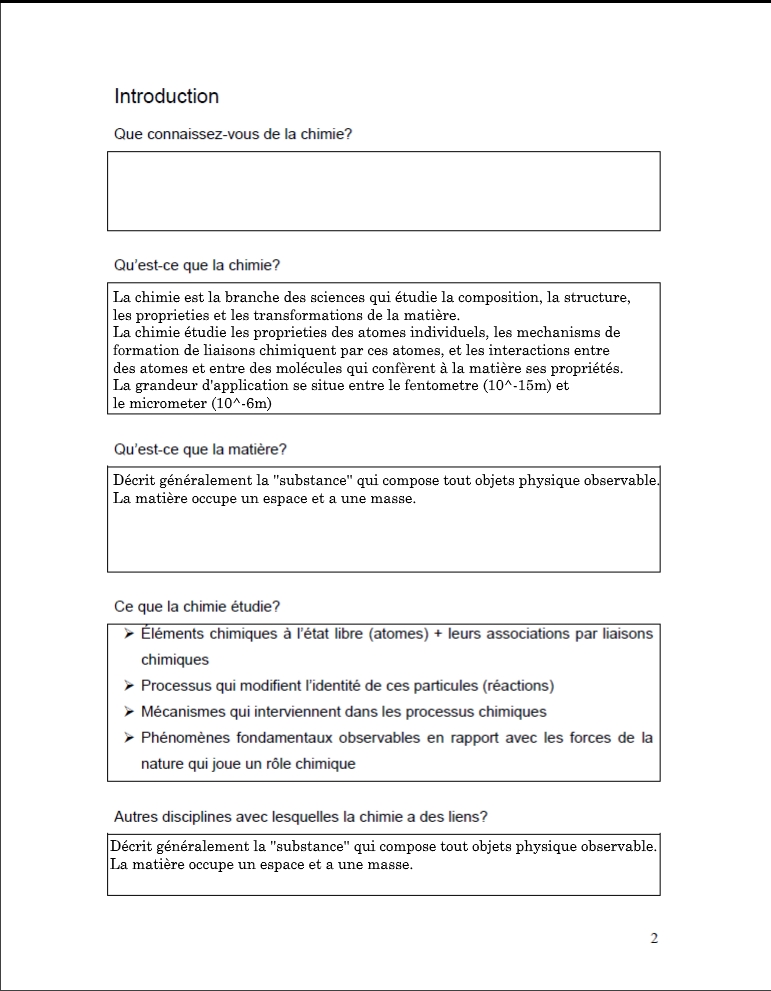 Introduction
Que connaissez-vous de la chimie?
Qu'est-ce que la chimie?
La chimie est la branche des sciences qui étudie la composition, la structure,
les proprieties et les transformations de la matière.
La chimie étudie les proprieties des atomes individuels, les mechanisms de
formation de liaisons chimiquent par ces atomes, et les interactions entre
des atomes et entre des molécules qui confèrent à la matière ses propriétés.
La grandeur d'application se situe entre le fentometre (10^-15m) et
le micrometer (10^-6m)
Qu'est-ce que la matière?
Décrit généralement la "substance" qui compose tout objets physique observable.
La matière occupe un espace et a une masse.
Ce que la chimie étudie?
➤ Éléments chimiques à l'état libre (atomes) + leurs associations par liaisons
chimiques
➤ Processus qui modifient l'identité de ces particules (réactions)
➤ Mécanismes qui interviennent dans les processus chimiques
➤ Phénomènes fondamentaux observables en rapport avec les forces de la
nature qui joue un rôle chimique
Autres disciplines avec lesquelles la chimie a des liens?
Décrit généralement la "substance" qui compose tout objets physique observable.
La matière occupe un espace et a une masse.
2